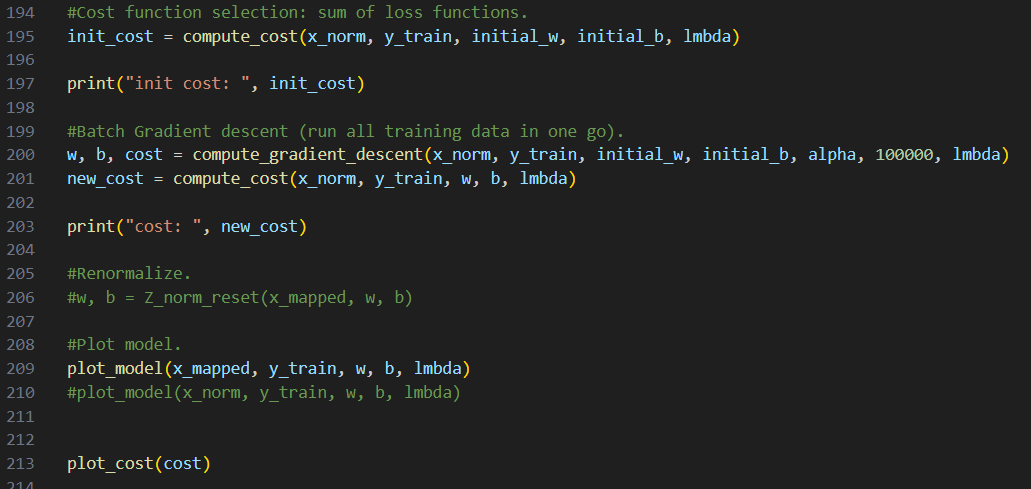 194 #Cost function selection: sum of loss functions.
195 init_cost = compute_cost(x_norm, y_train, initial_w, initial_b, lmbda)
196
197 print("init cost: ", init_cost)
198
199 #Batch Gradient descent (run all training data in one go).
200 w, b, cost = compute_gradient_descent(x_norm, y_train, initial_w, initial_b, alpha, 100000, lmbda)
201 new_cost = compute_cost(x_norm, y_train, w, b, lmbda)
202
203 print("cost: ", new_cost)
204
205 #Renormalize.
206 #w, b = Z_norm_reset(x_mapped, w, b)
207
208 #Plot model.
209 plot_model(x_mapped, y_train, w, b, lmbda)
210 #plot_model(x_norm, y_train, w, b, lmbda)
211
212
213 plot_cost(cost)
214